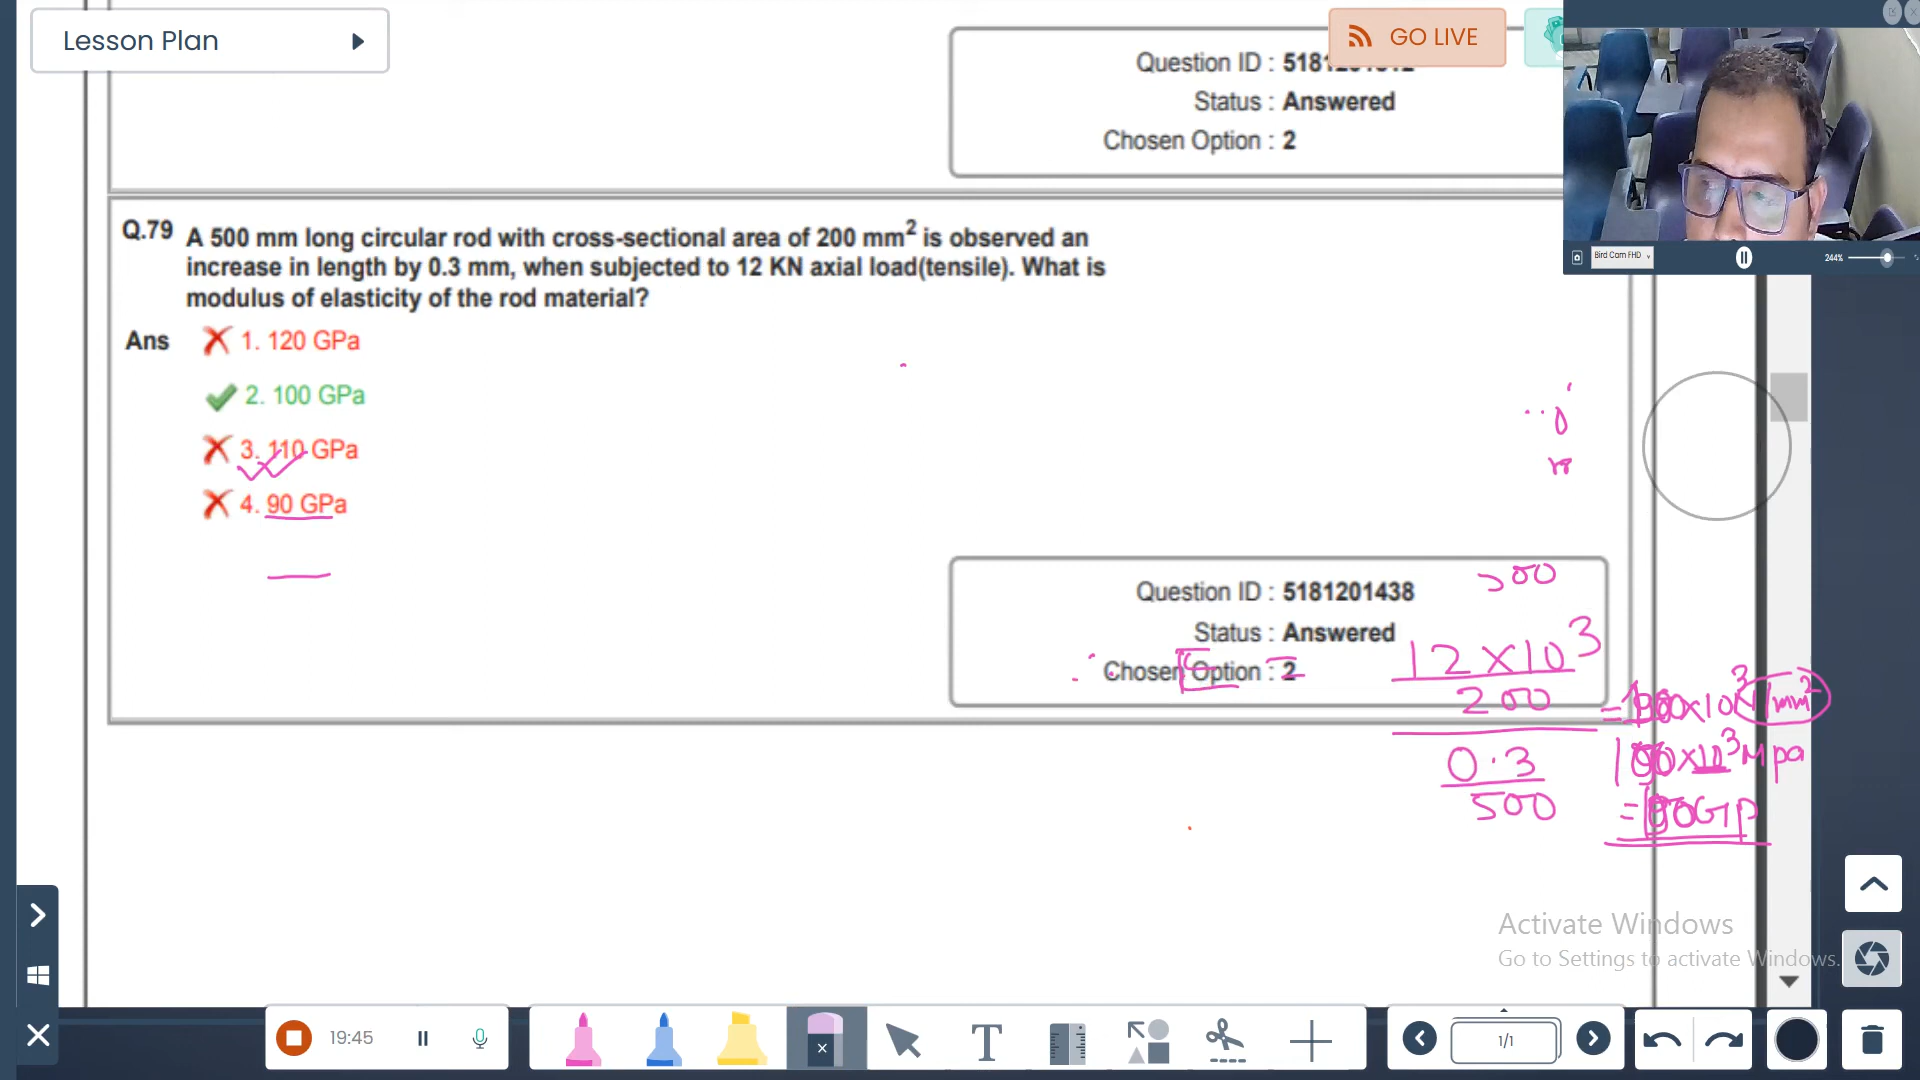 Lesson Plan
GO LIVE
Question ID :
Status : Answered
Chosen Option : 2
Q.79 A 500 mm long circular rod with cross-sectional area of 200 mm² is observed an
increase in length by 0.3 mm, when subjected to 12 KN axial load(tensile). What is
modulus of elasticity of the rod material?
Ans 1. 120 GPa
2. 100 GPa
3. 110 GPa
4. 90 GPa
Bird Cam FHD
244%
Question ID : 5181201438
Status : Answered
Chosen Option : 2
12 × 10³
200
0.3
500
Activate Windows
Go to Settings to activate Windows.
19:45
T
1/1